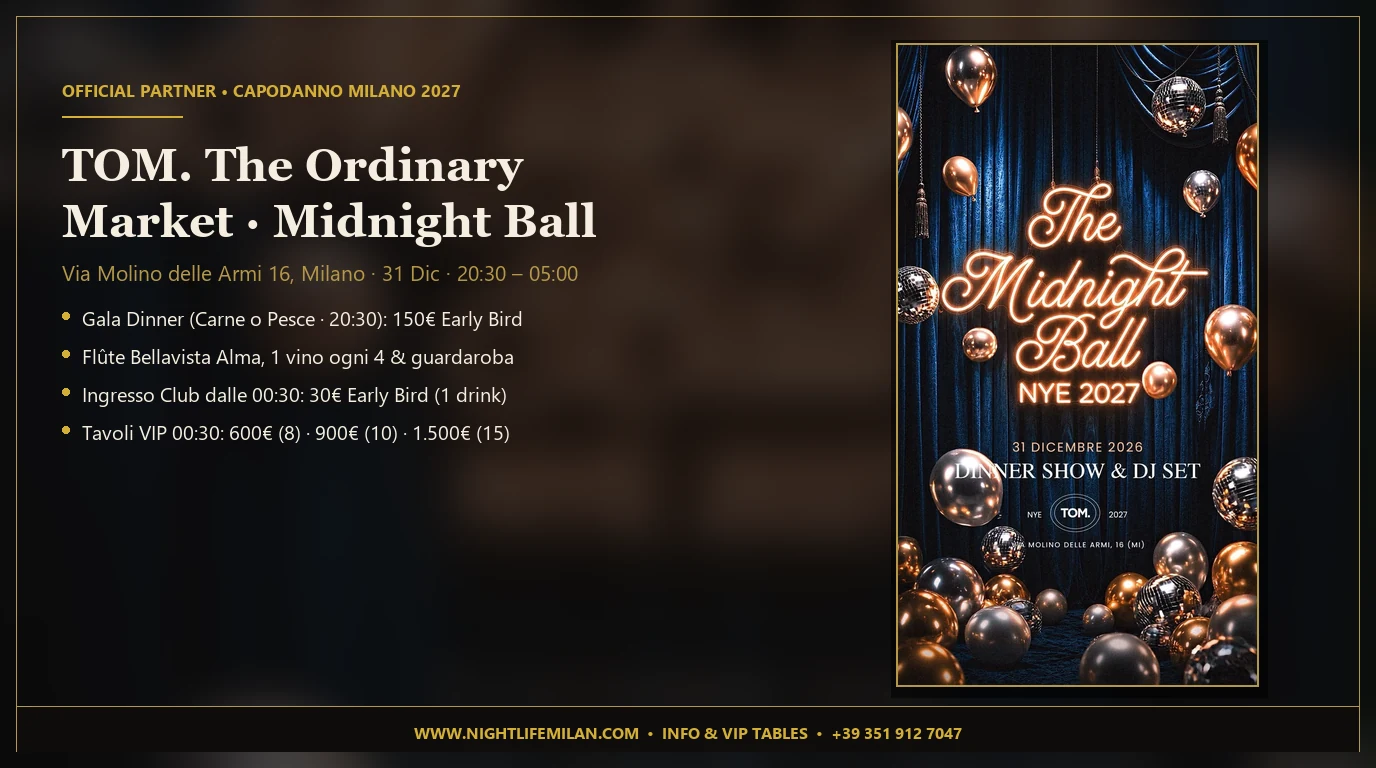 OFFICIAL PARTNER • CAPODANNO MILANO 2027
TOM. The Ordinary
Market · Midnight Ball
Via Molino delle Armi 16, Milano · 31 Dic · 20:30 – 05:00
Gala Dinner (Carne o Pesce · 20:30): 150€ Early Bird
Flûte Bellavista Alma, 1 vino ogni 4 & guardaroba
Ingresso Club dalle 00:30: 30€ Early Bird (1 drink)
Tavoli VIP 00:30: 600€ (8) · 900€ (10) · 1.500€ (15)
The
Midnight
Ball
NYE 2027
31 DICEMBRE 2026
DINNER SHOW & DJ SET
NYE TOM. 2027
VIA MOLINO DELLE ARMI, 16 (MI)
WWW.NIGHTLIFEMILAN.COM • INFO & VIP TABLES • +39 351 912 7047